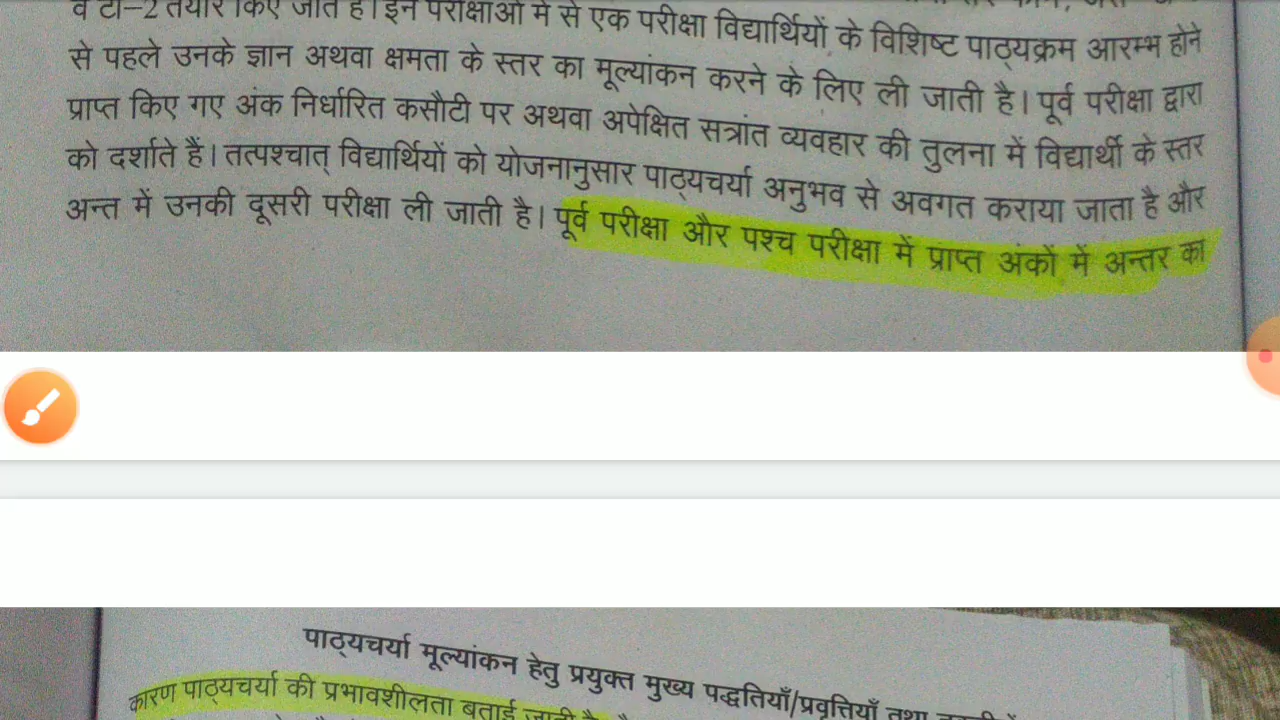 व टी–2 तैयार किए जाते हैं। इन परीक्षाओं में से एक परीक्षा विद्यार्थियों के विशिष्ट पाठ्यक्रम आरम्भ होने
से पहले उनके ज्ञान अथवा क्षमता के स्तर का मूल्यांकन करने के लिए ली जाती है। पूर्व परीक्षा द्वारा
प्राप्त किए गए अंक निर्धारित कसौटी पर अथवा अपेक्षित सत्रांत व्यवहार की तुलना में विद्यार्थी के स्तर
को दर्शाते हैं। तत्पश्चात् विद्यार्थियों को योजनानुसार पाठ्यचर्या अनुभव से अवगत कराया जाता है और
अन्त में उनकी दूसरी परीक्षा ली जाती है। पूर्व परीक्षा और पश्च परीक्षा में प्राप्त अंकों में अन्तर का
पाठ्यचर्या मूल्यांकन हेतु प्रयुक्त मुख्य पद्धतियाँ/प्रवृत्तियाँ तथा
कारण पाठ्यचर्या की प्रभावशीलता बताई जाती है